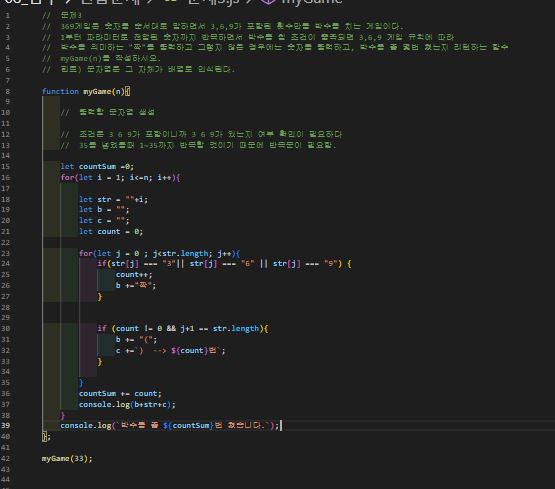 문제3.js > myGame
1 // 문제3
2 // 369게임은 숫자를 순서대로 말하면서 3,6,9가 포함된 횟수만큼 박수를 치는 게임이다.
3 // 1부터 파라미터로 전달된 숫자까지 반복하면서 박수를 칠 조건이 충족되면 3,6,9 게임 규칙에 따라
4 // 박수를 의미하는 "짝"를 출력하고 그렇지 않은 경우에는 숫자를 출력하고, 박수를 총 몇번 쳤는지 리턴하는 함수
5 // myGame(n)를 작성하시오.
6 // 힌트) 문자열은 그 자체가 배열로 인식된다.
7
8 function myGame(n){
9
10 // 출력할 문자열 생성
11
12 // 조건은 3 6 9가 포함이니까 3 6 9가 있는지 여부 확인이 필요하다
13 // 35를 넣었을때 1~35까지 반복할 것이기 때문에 반복문이 필요함.
14
15 let countSum =0;
16 for(let i = 1; i<=n; i++){
17
18 let str = ""+i;
19 let b = "";
20 let c = "";
21 let count = 0;
22
23 for(let j = 0 ; j<str.length; j++){
24 if(str[j] === "3"|| str[j] === "6" || str[j] === "9") {
25 count++;
26 b +="짝";
27 }
28
29
30 if (count != 0 && j+1 == str.length){
31 b += "(";
32 c +=`) --> ${count}번`;
33 }
34
35 }
36 countSum += count;
37 console.log(b+str+c);
38 }
39 console.log(`박수를 총 ${countSum}번 쳤습니다.`);
40 };
41
42 myGame(33);
43
44